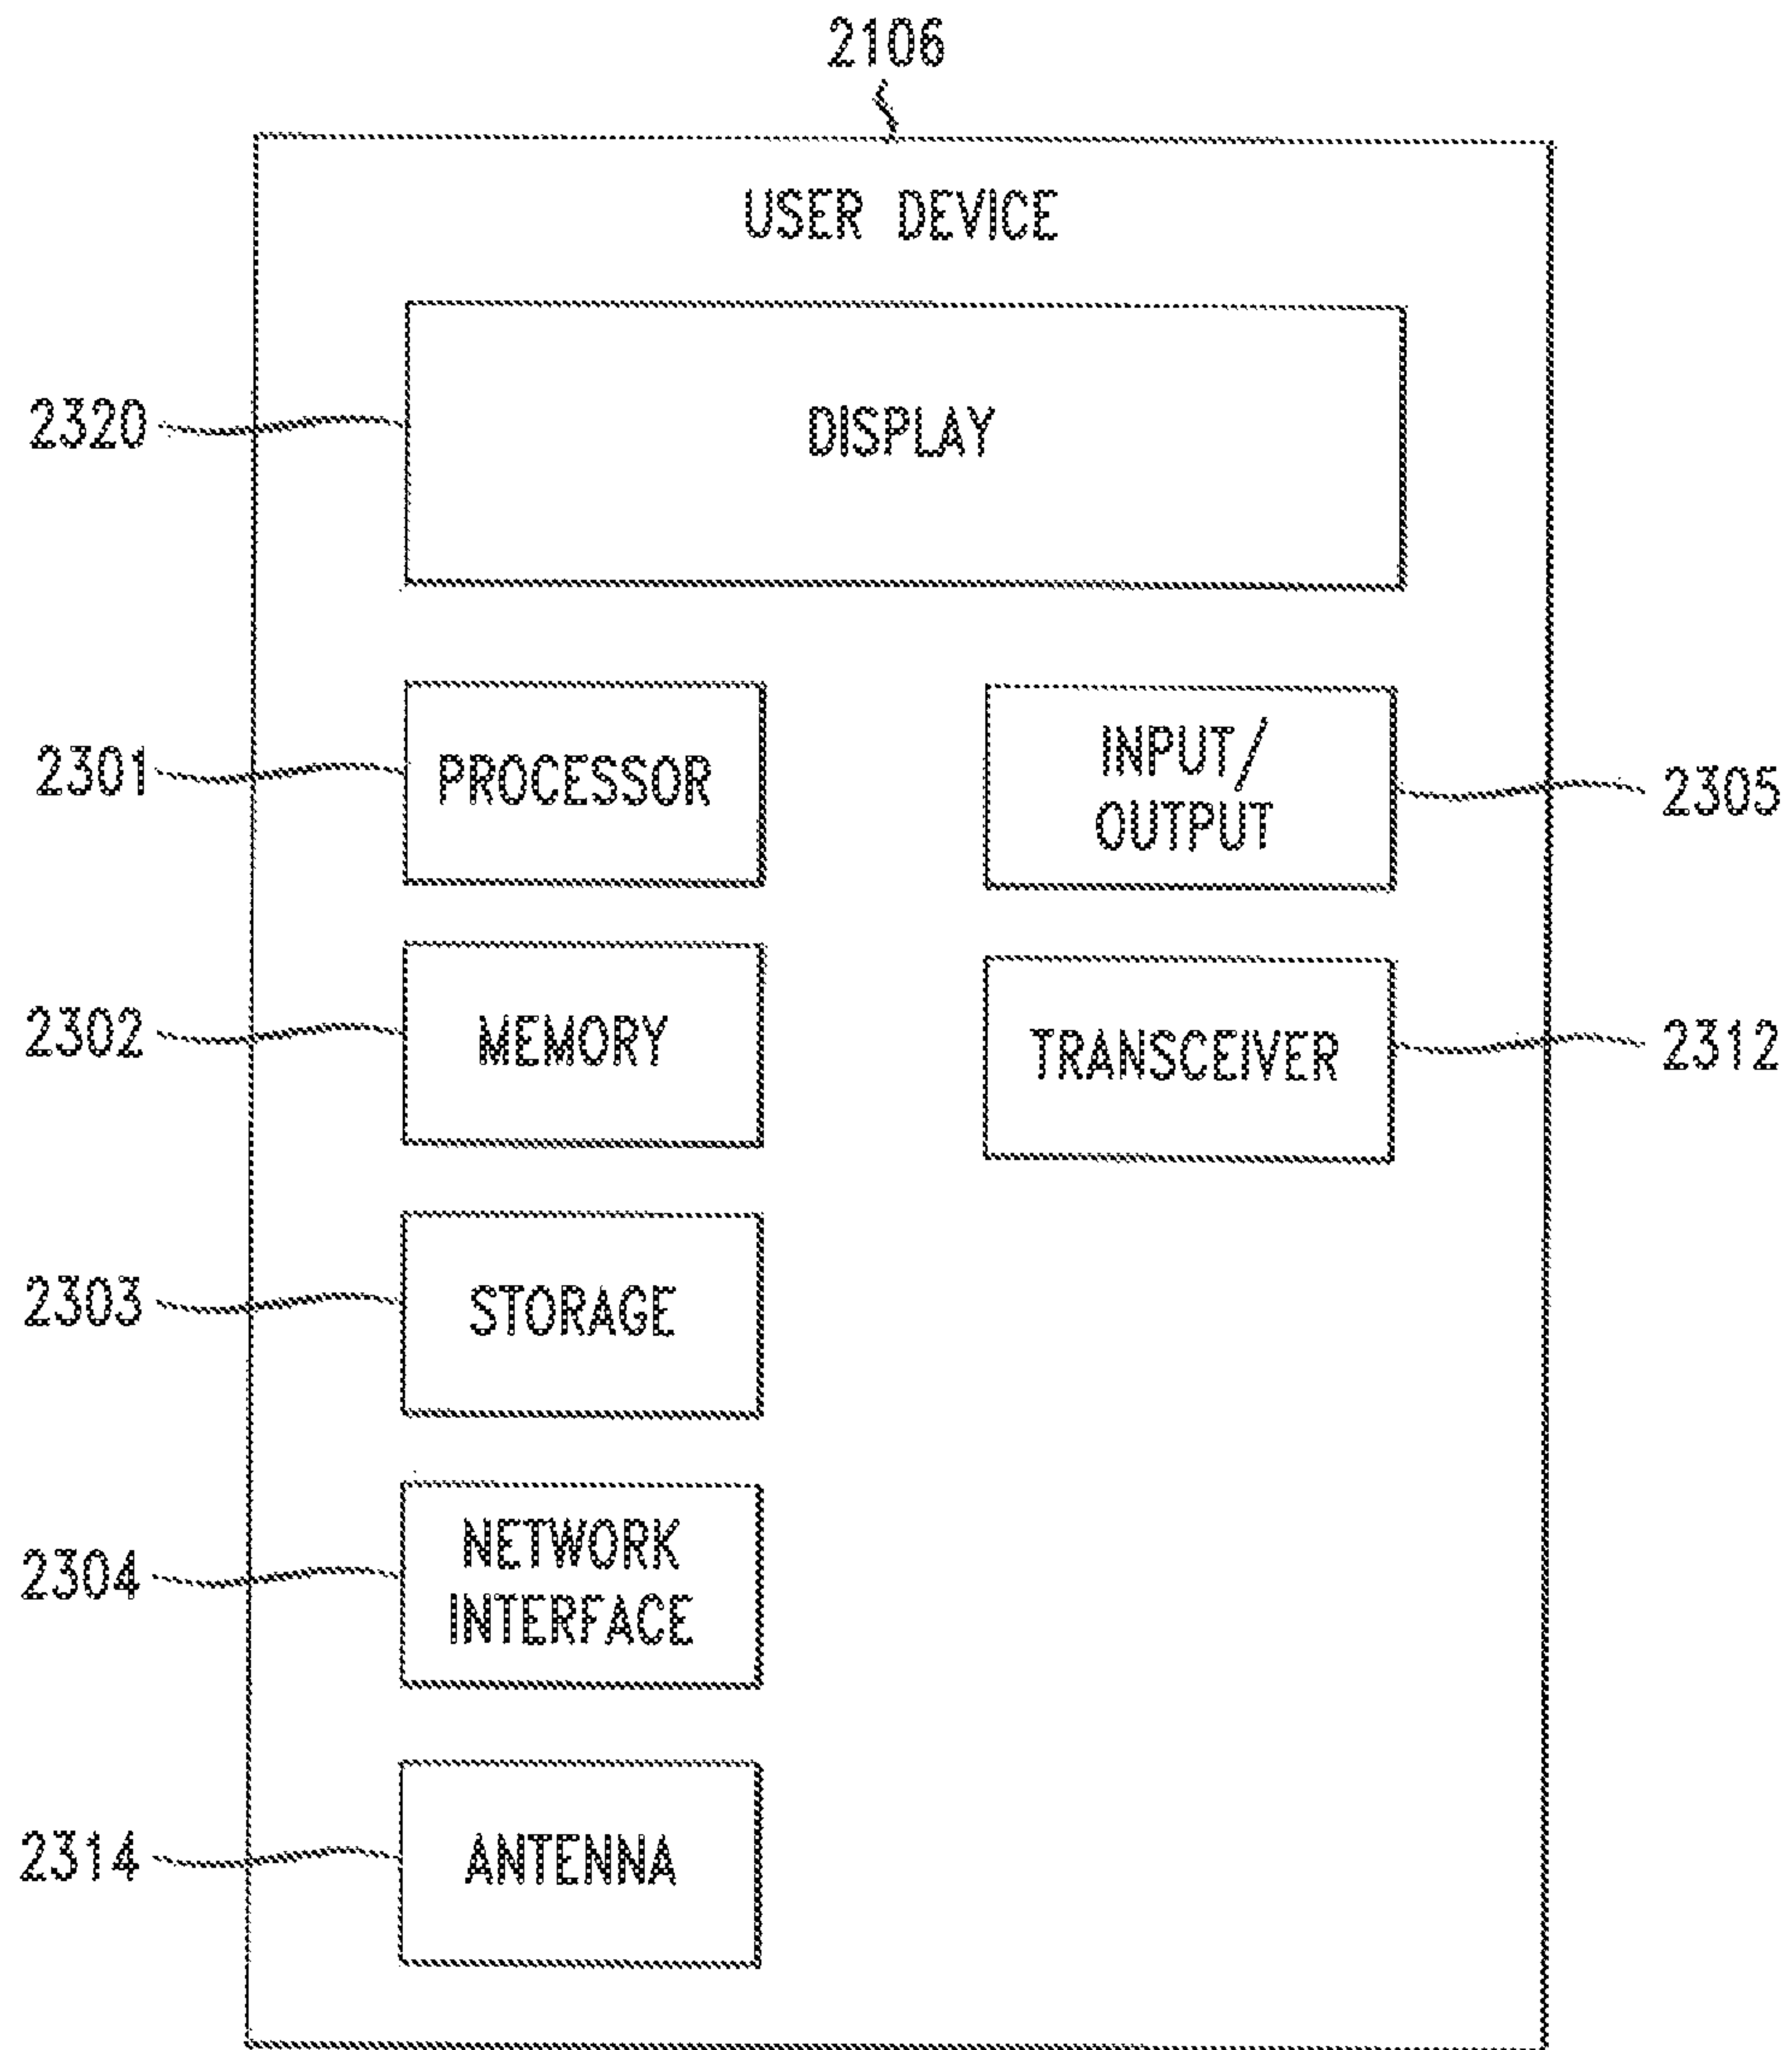 2106
USER DEVICE
2320
DISPLAY
2301
PROCESSOR
INPUT/
OUTPUT
2305
2302
MEMORY
TRANSCEIVER
2312
2303
STORAGE
2304
NETWORK
INTERFACE
2314
ANTENNA